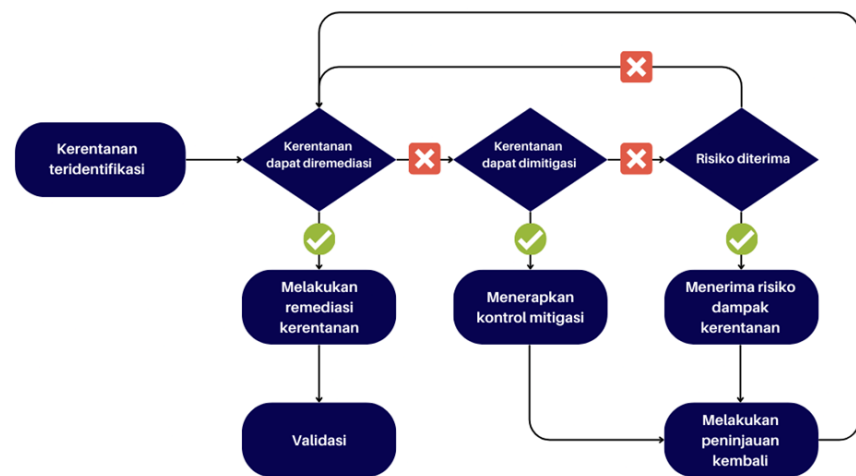 Kerentanan
teridentifikasi
Kerentanan
dapat diremediasi
Kerentanan
dapat dimitigasi
Risiko diterima
Melakukan
remediasi
kerentanan
Menerapkan
kontrol mitigasi
Menerima risiko
dampak
kerentanan
Validasi
Melakukan
peninjauan
kembali